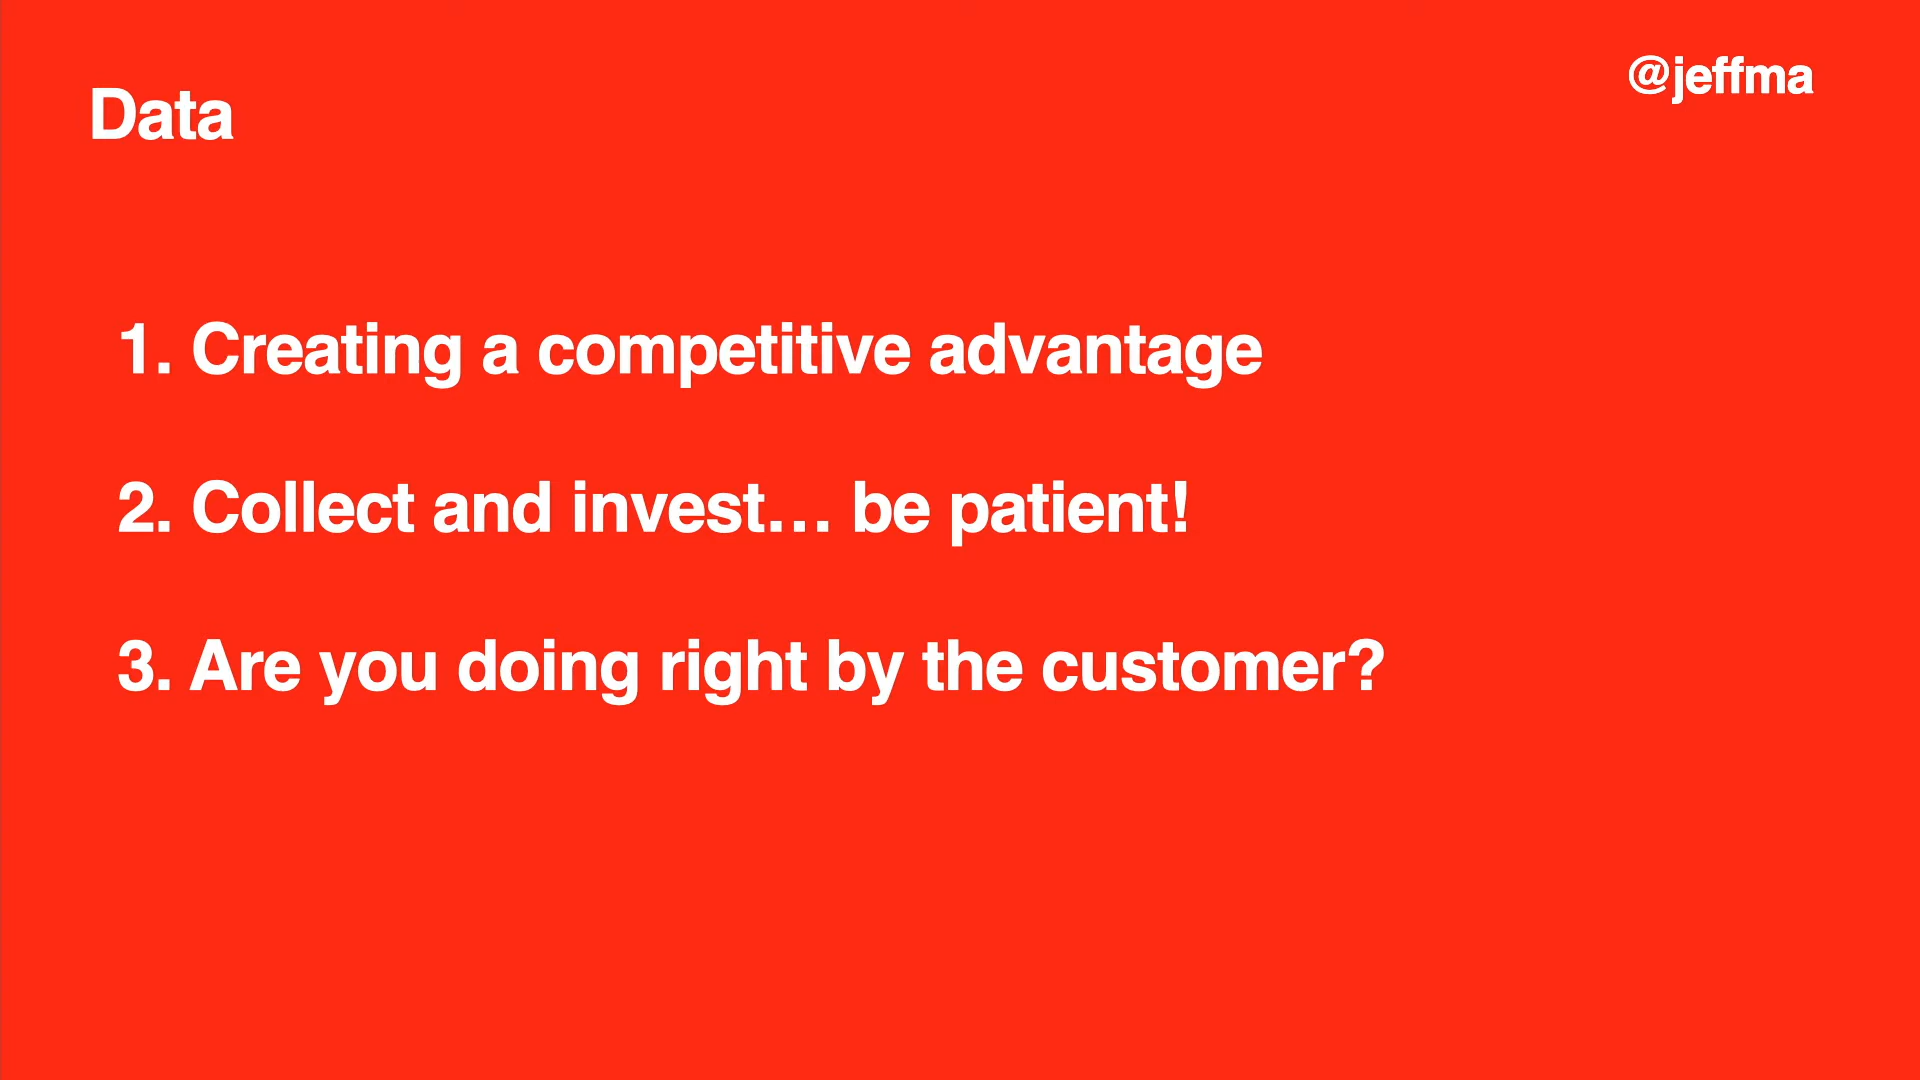 @jeffma
Data
1. Creating a competitive advantage
2. Collect and invest... be patient!
3. Are you doing right by the customer?